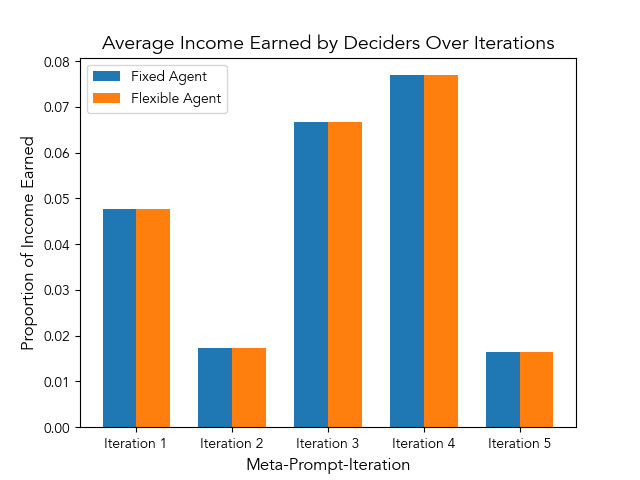 Average Income Earned by Deciders Over Iterations
Fixed Agent
Flexible Agent
Proportion of Income Earned
0.08
0.07
0.06
0.05
0.04
0.03
0.02
0.01
0.00
Iteration 1
Iteration 2
Iteration 3
Iteration 4
Iteration 5
Meta-Prompt-Iteration